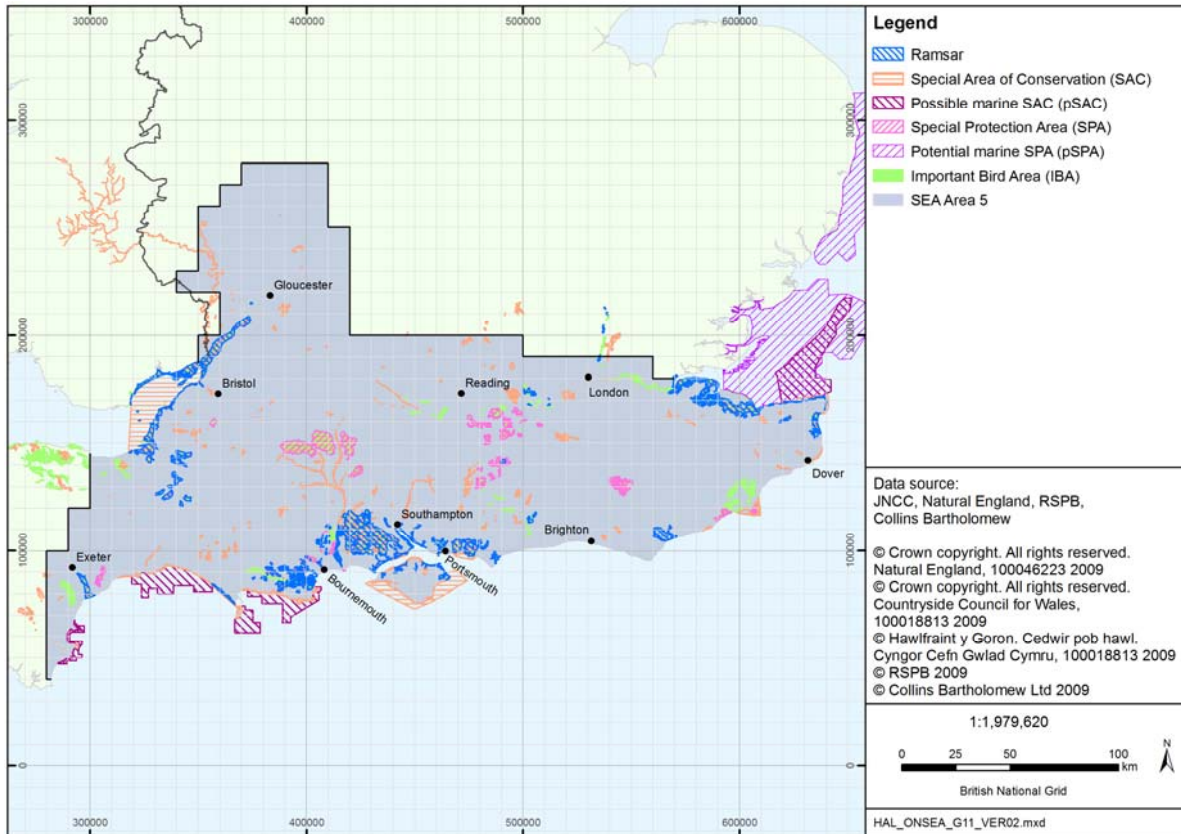 300000
400000
500000
600000
300000
300000
200000
200000
100000
100000
0
0
Gloucester
Bristol
Reading
London
Dover
Southampton
Brighton
Portsmouth
Exeter
Bournemouth
300000
400000
500000
600000
Legend
Ramsar
Special Area of Conservation (SAC)
Possible marine SAC (pSAC)
Special Protection Area (SPA)
Potential marine SPA (pSPA)
Important Bird Area (IBA)
SEA Area 5
Data source:
JNCC, Natural England, RSPB,
Collins Bartholomew
© Crown copyright. All rights reserved.
Natural England, 100046223 2009
© Crown copyright. All rights reserved.
Countryside Council for Wales,
100018813 2009
© Hawlfraint y Goron. Cedwir pob hawl.
Cyngor Cefn Gwlad Cymru, 100018813 2009
© RSPB 2009
© Collins Bartholomew Ltd 2009
1:1,979,620
0 25 50 100
km
N
British National Grid
HAL_ONSEA_G11_VER02.mxd